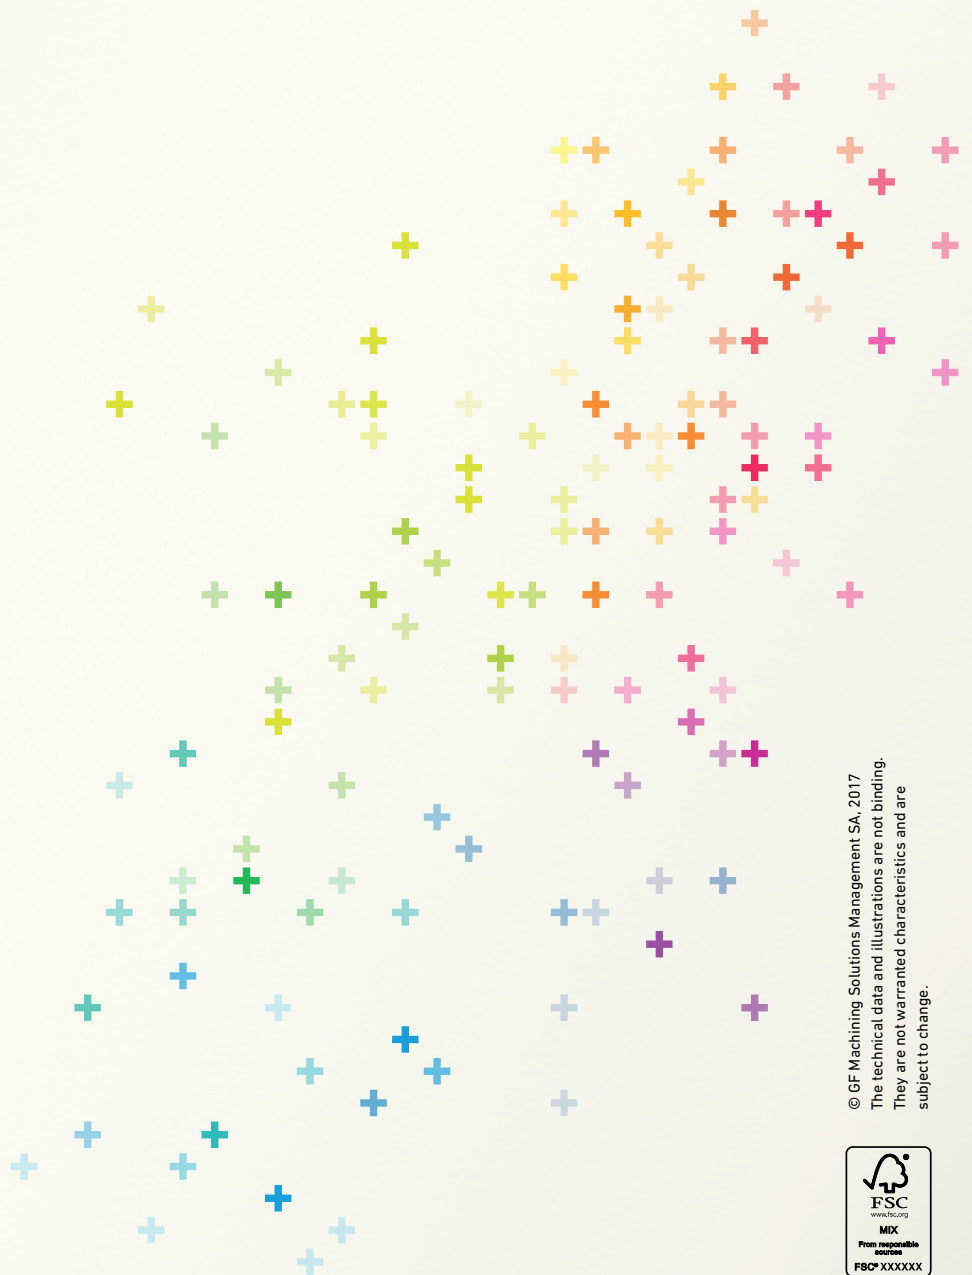 © GF Machining Solutions Management SA, 2017
The technical data and illustrations are not binding.
They are not warranted characteristics and are
subject to change.
FSC
www.fsc.org
MIX
From responsible
sources
FSC® XXXXXX